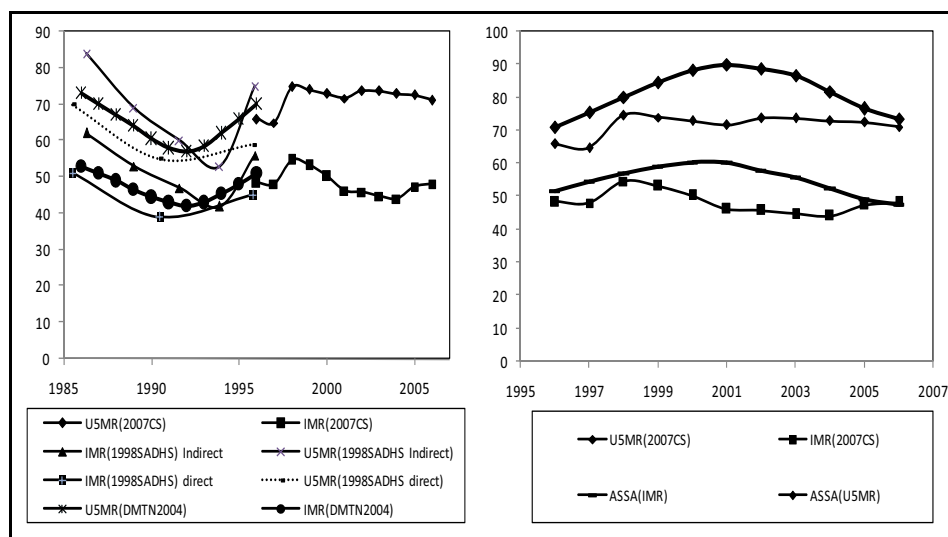 90
80
70
60
50
40
30
20
10
0
1985 1990 1995 2000 2005
U5MR(2007CS) IMR(2007CS)
IMR(1998SADHS) Indirect U5MR(1998SADHS Indirect)
IMR(1998SADHS) direct U5MR(1998SADHS direct)
U5MR(DMTN2004) IMR(DMTN2004)
100
90
80
70
60
50
40
30
20
10
0
1995 1997 1999 2001 2003 2005 2007
U5MR(2007CS) IMR(2007CS)
ASSA(IMR) ASSA(U5MR)